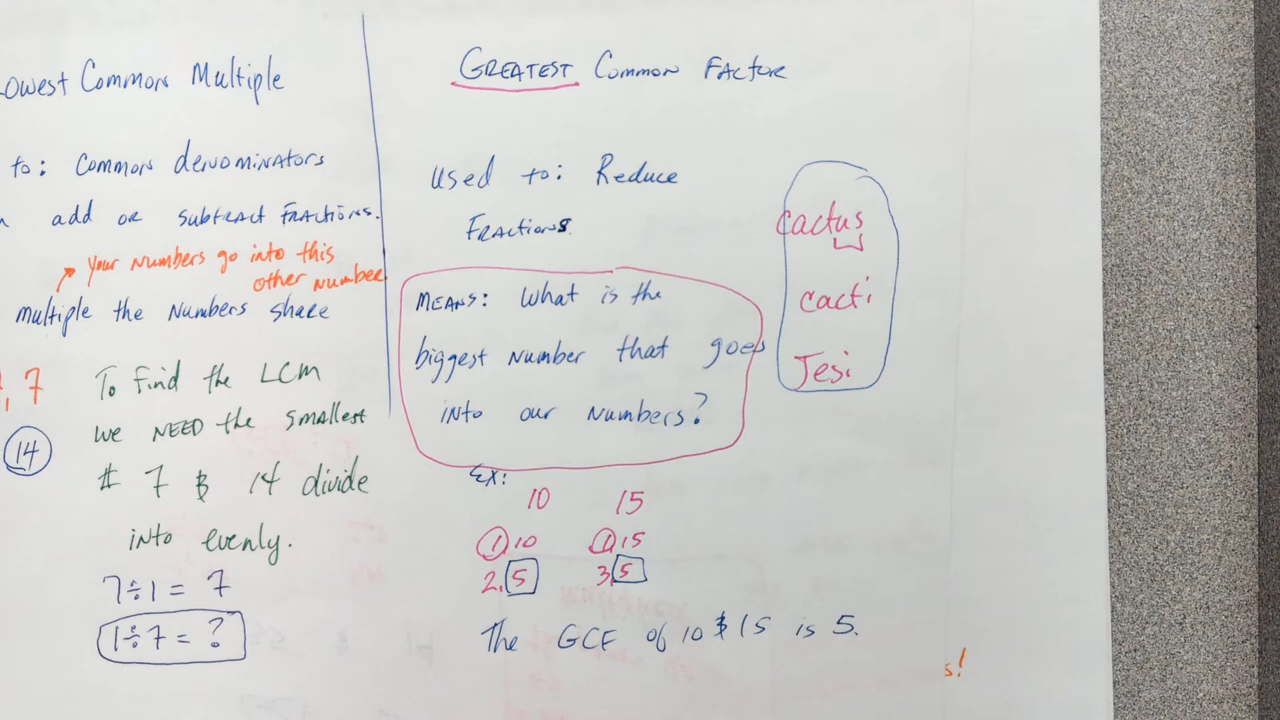 Lowest Common Multiple
to: Common denominators
add or subtract Fractions.
your numbers go into this
other number
multiple the numbers share
, 7
14
To find the LCM
we NEED the smallest
# 7 & 14 divide
into evenly.
7÷1 = 7
1÷7 = ?
GREATEST Common Factor
Used to: Reduce
Fractions.
MEANS: What is the
biggest number that goes
into our numbers?
cactus
cacti
Jesi
Ex:
10 15
1, 10 1, 15
2, 5 3, 5
The GCF of 10 & 15 is 5.
s!